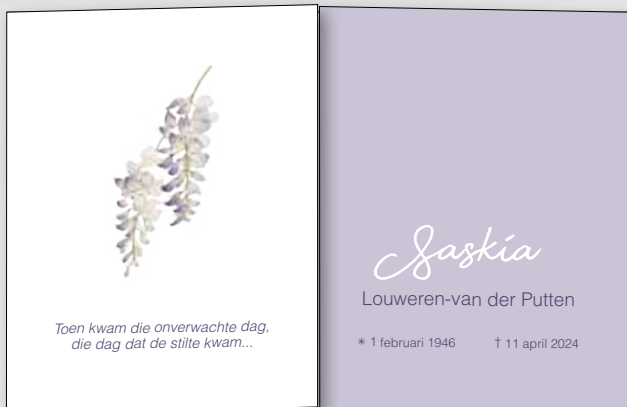 Toen kwam die onverwachte dag,
die dag dat de stilte kwam...
Saskia
Louweren-van der Putten
* 1 februari 1946 † 11 april 2024